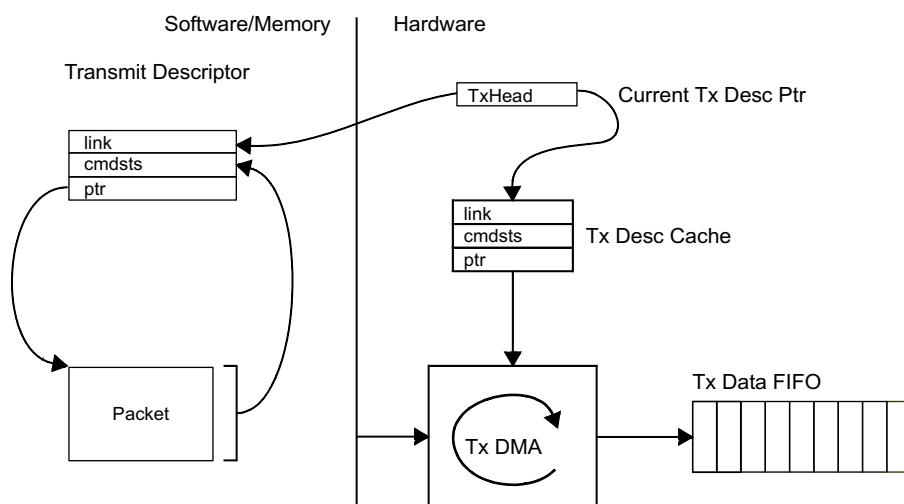 Software/Memory
Hardware
Transmit Descriptor
TxHead
Current Tx Desc Ptr
link
cmdsts
ptr
link
cmdsts
ptr
Tx Desc Cache
Packet
Tx DMA
Tx Data FIFO